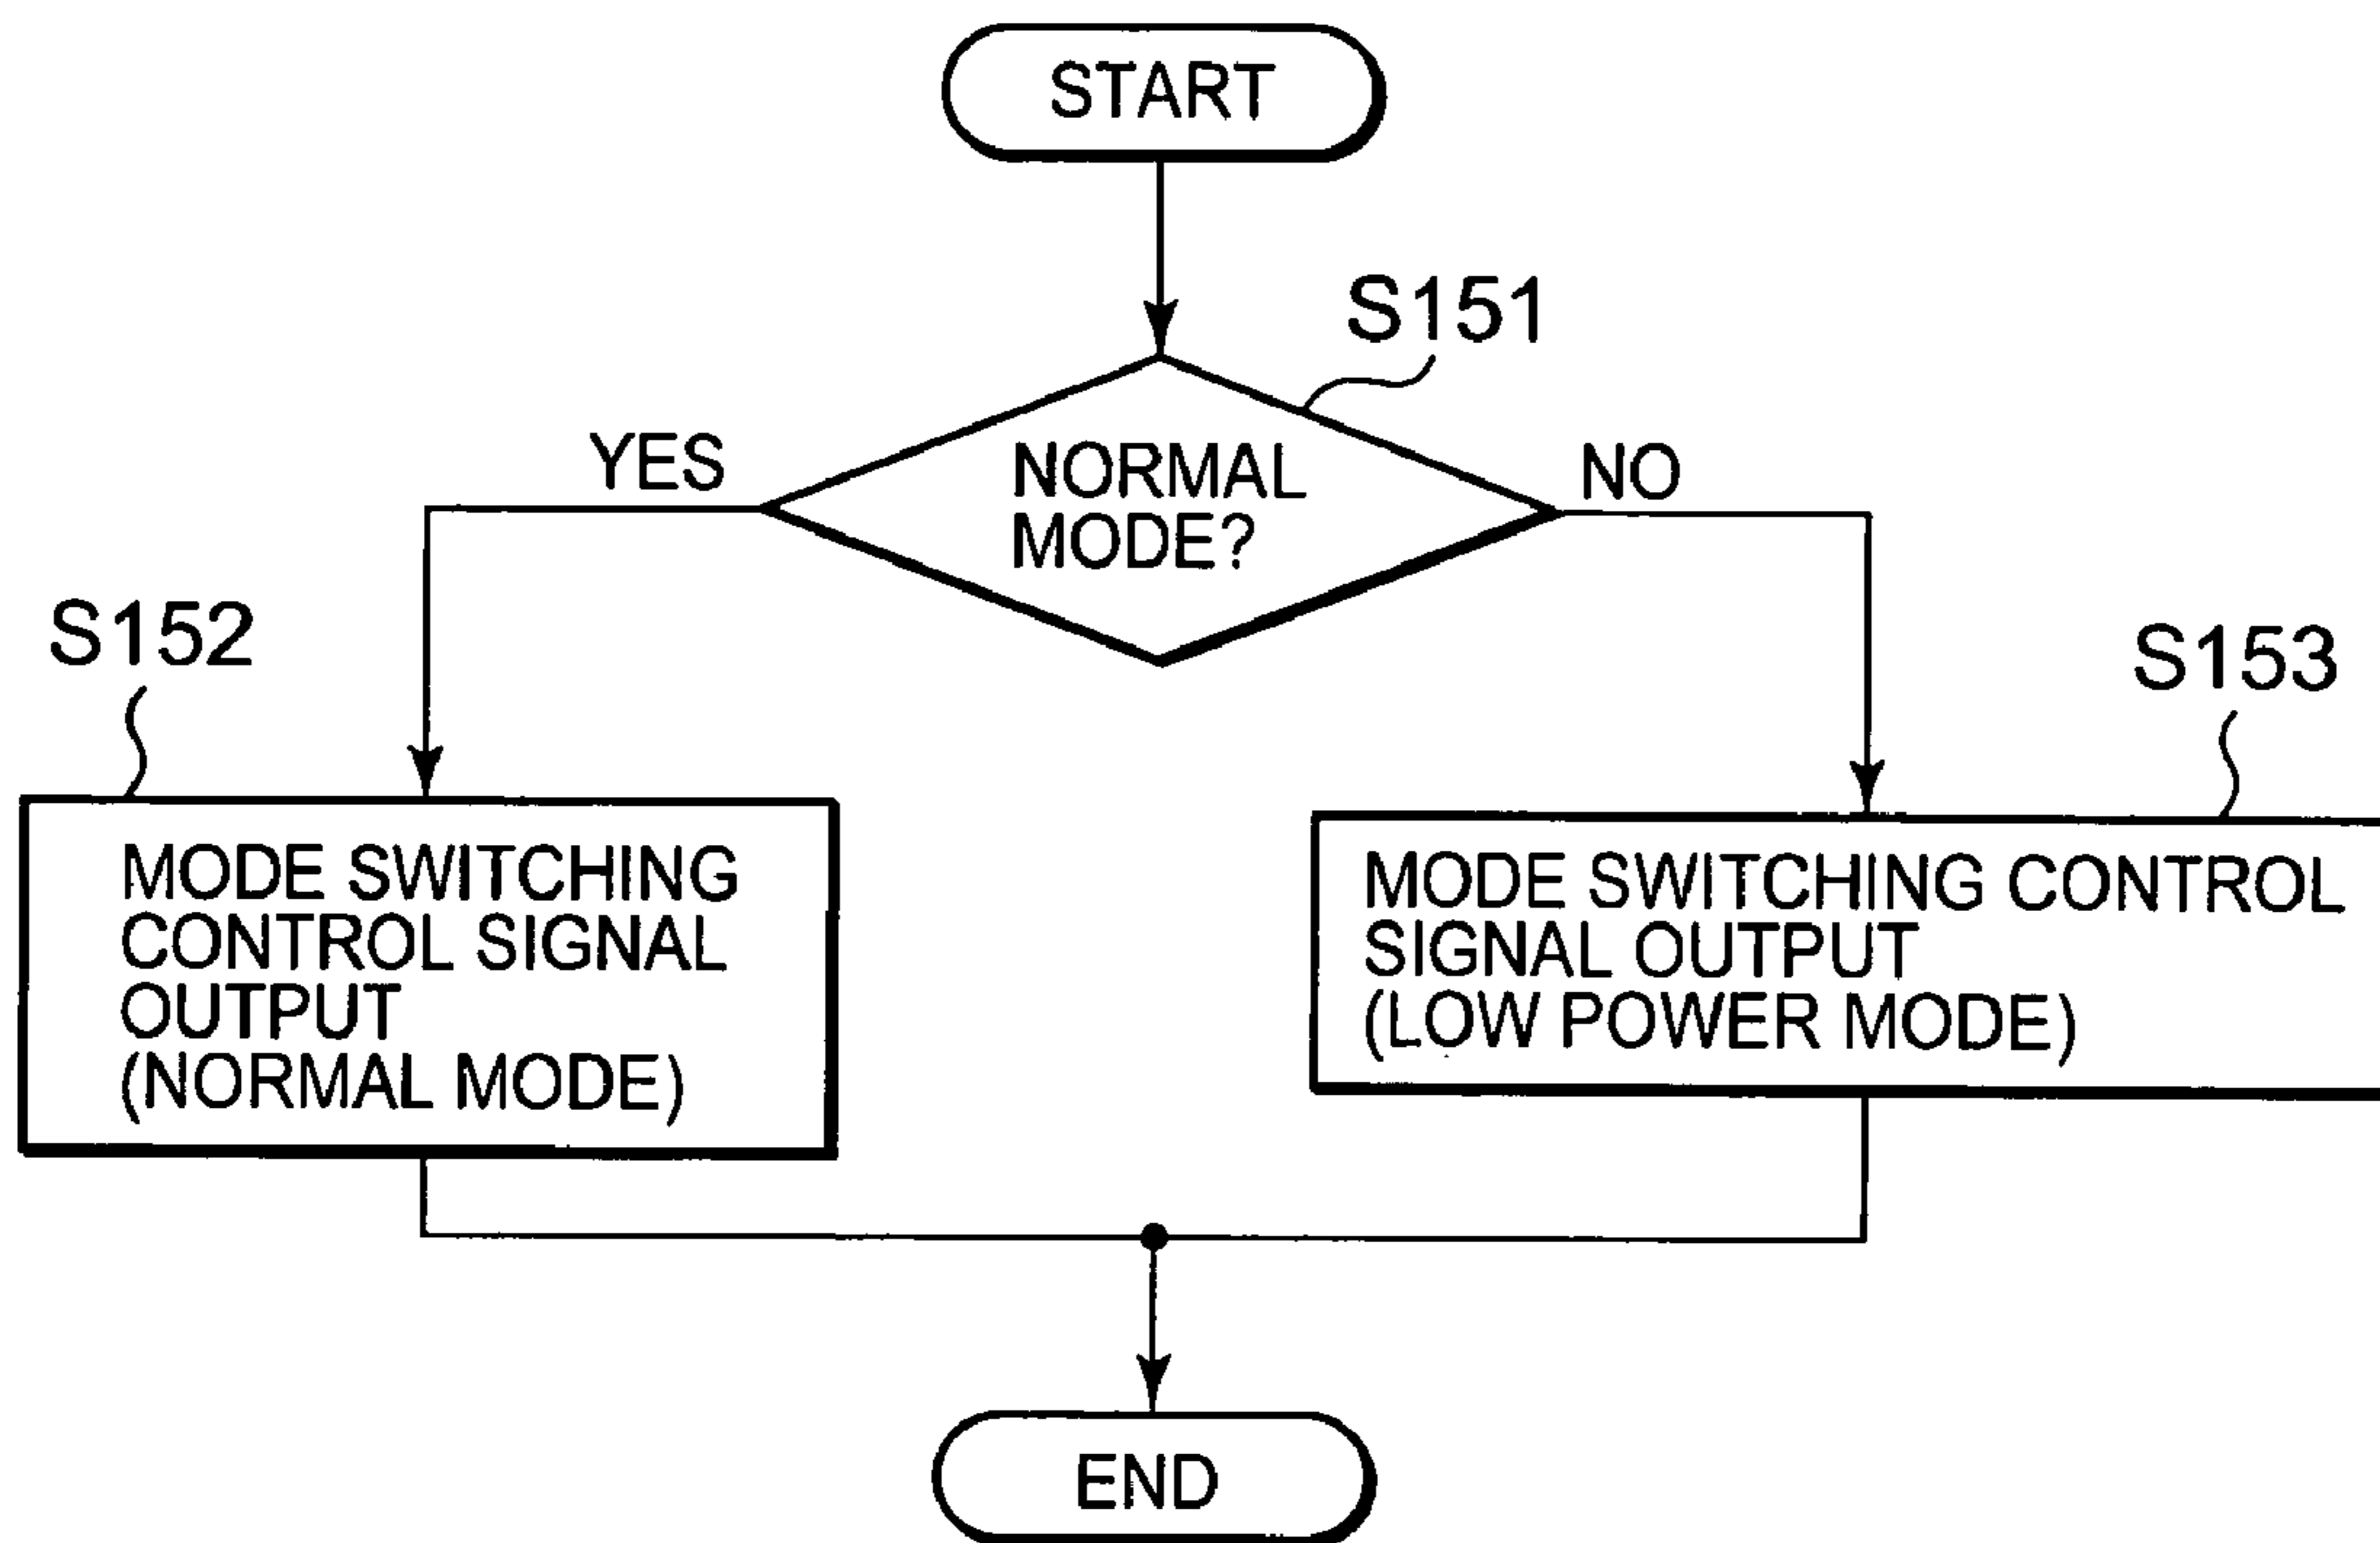 START
S151
YES
NORMAL
MODE?
NO
S152
S153
MODE SWITCHING
CONTROL SIGNAL
OUTPUT
(NORMAL MODE)
MODE SWITCHING CONTROL
SIGNAL OUTPUT
(LOW POWER MODE)
END